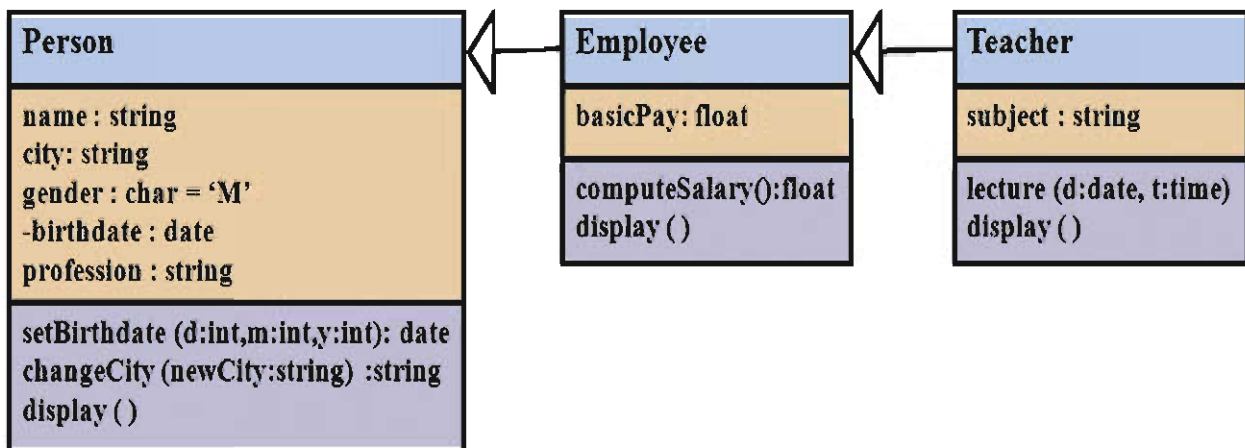 Person
name : string
city: string
gender : char = ‘M’
-birthdate : date
profession : string
setBirthdate (d:int,m:int,y:int): date
changeCity (newCity:string) :string
display ( )
Employee
basicPay: float
computeSalary():float
display ( )
Teacher
subject : string
lecture (d:date, t:time)
display ( )